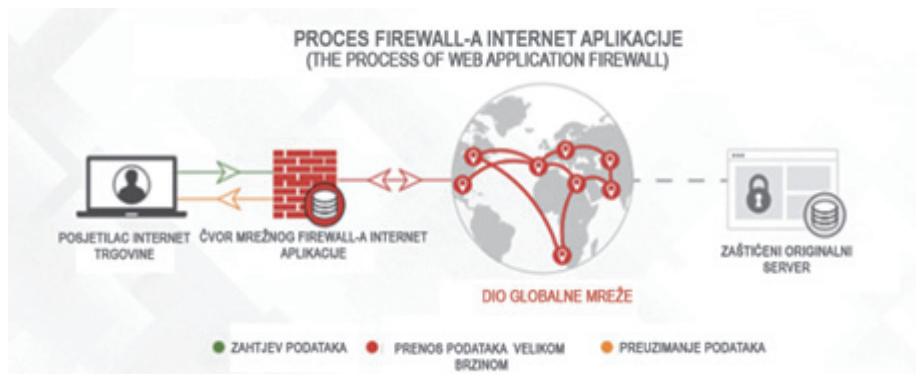 PROCES FIREWALL-A INTERNET APLIKACIJE
(THE PROCESS OF WEB APPLICATION FIREWALL)
POSJETILAC INTERNET
TRGOVINE
ČVOR MREŽNOG FIREWALL-A INTERNET
APLIKACIJE
DIO GLOBALNE MREŽE
ZAŠTIĆENI ORIGINALNI
SERVER
ZAHTJEV PODATAKA
PRENOS PODATAKA VELIKOM
BRZINOM
PREUZIMANJE PODATAKA